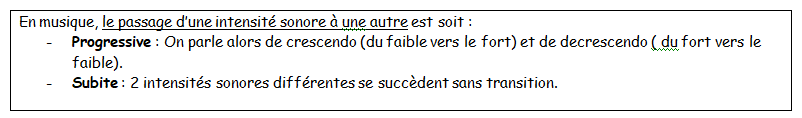 En musique, le passage d'une intensité sonore à une autre est soit :
- Progressive : On parle alors de crescendo (du faible vers le fort) et de decrescendo ( du fort vers le
faible).
- Subite : 2 intensités sonores différentes se succèdent sans transition.